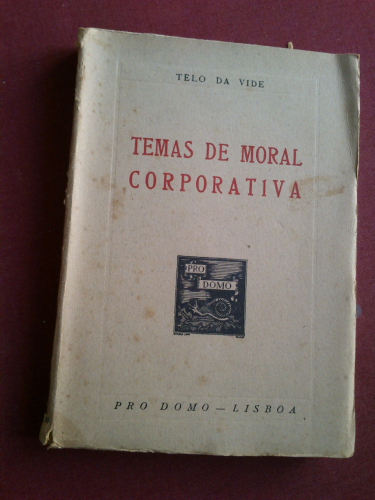 TELO DA VIDE
TEMAS DE MORAL
CORPORATIVA
PRO
DOMO
PRO DOMO — LISBOA